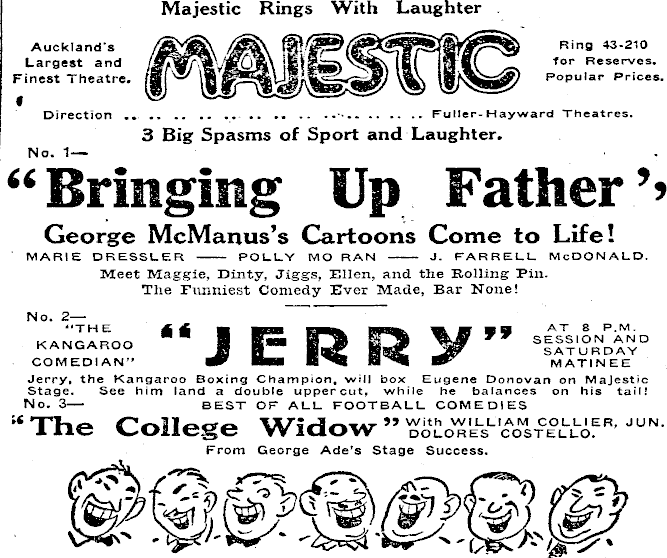 Majestic Rings With Laughter
Auckland's
Largest and
Finest Theatre.
MAJESTIC
Ring 43-210
for Reserves.
Popular Prices.
Direction .. .. .. .. .. .. .. .. .. .. .. .. Fuller-Hayward Theatres.
3 Big Spasms of Sport and Laughter.
No. 1—
"Bringing Up Father"
George McManus's Cartoons Come to Life!
MARIE DRESSLER — POLLY MORAN — J. FARRELL McDONALD.
Meet Maggie, Dinty, Jiggs, Ellen, and the Rolling Pin.
The Funniest Comedy Ever Made, Bar None!
No. 2—
"THE
KANGAROO
COMEDIAN"
"JERRY"
AT 8 P.M.
SESSION AND
SATURDAY
MATINEE
Jerry, the Kangaroo Boxing Champion, will box Eugene Donovan on Majestic
Stage. See him land a double uppercut, while he balances on his tail!
No. 3— BEST OF ALL FOOTBALL COMEDIES
"The College Widow" With WILLIAM COLLIER, JUN.
DOLORES COSTELLO.
From George Ade's Stage Success.